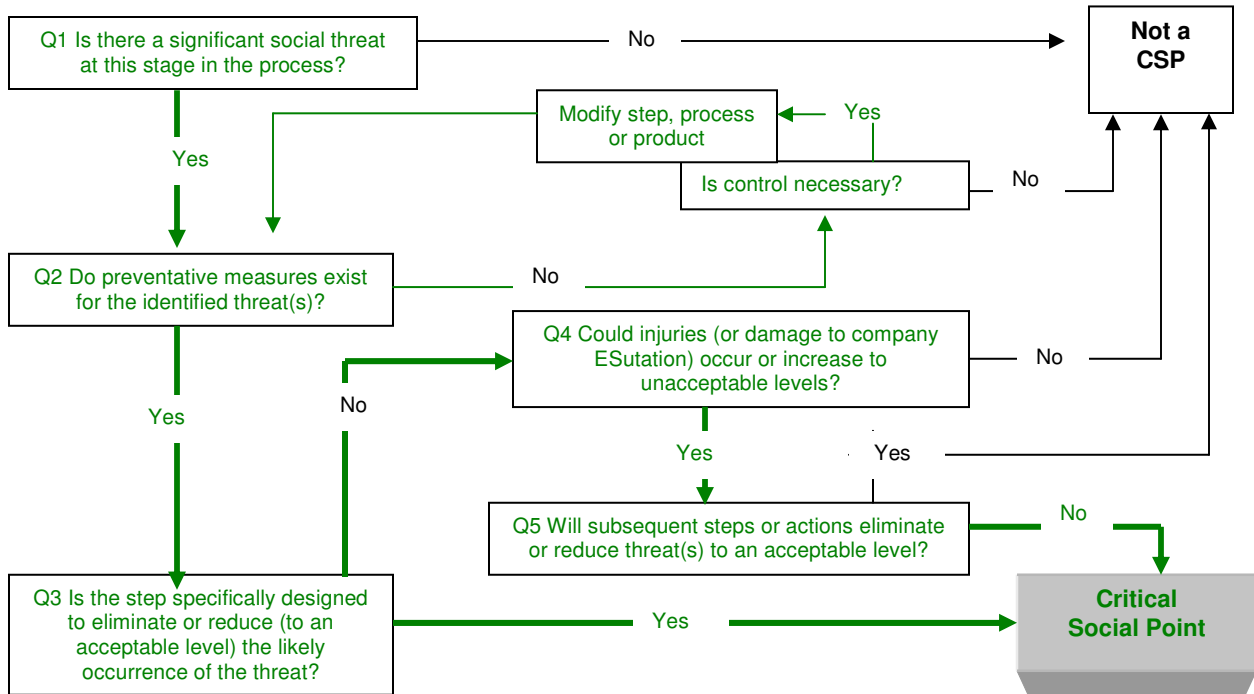 Q1 Is there a significant social threat
at this stage in the process?
No
Not a
CSP
Modify step, process
or product
Yes
Yes
Is control necessary?
No
Q2 Do preventative measures exist
for the identified threat(s)?
No
Q4 Could injuries (or damage to company
ESutation) occur or increase to
unacceptable levels?
No
Yes
No
Yes
Yes
Q5 Will subsequent steps or actions eliminate
or reduce threat(s) to an acceptable level?
No
Q3 Is the step specifically designed
to eliminate or reduce (to an
acceptable level) the likely
occurrence of the threat?
Yes
Critical
Social Point